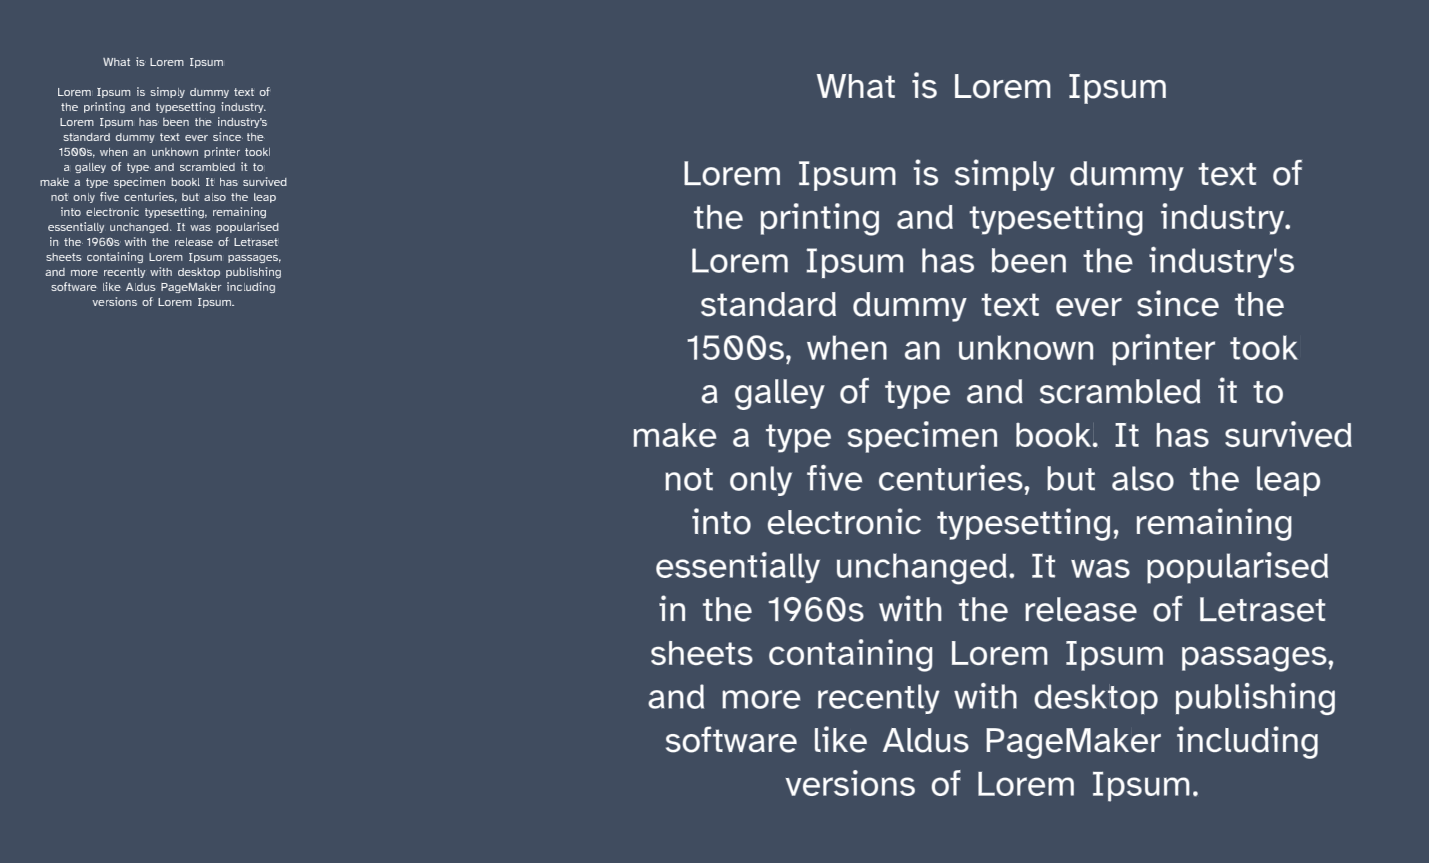 What is Lorem Ipsum
Lorem Ipsum is simply dummy text of
the printing and typesetting industry.
Lorem Ipsum has been the industry's
standard dummy text ever since the
1500s, when an unknown printer took
a galley of type and scrambled it to
make a type specimen book! It has survived
not only five centuries, but also the leap
into electronic typesetting, remaining
essentially unchanged. It was popularised
in the 1960s with the release of Letraset
sheets containing Lorem Ipsum passages,
and more recently with desktop publishing
software like Aldus PageMaker including
versions of Lorem Ipsum.
What is Lorem Ipsum
Lorem Ipsum is simply dummy text of
the printing and typesetting industry.
Lorem Ipsum has been the industry's
standard dummy text ever since the
1500s, when an unknown printer took
a galley of type and scrambled it to
make a type specimen book. It has survived
not only five centuries, but also the leap
into electronic typesetting, remaining
essentially unchanged. It was popularised
in the 1960s with the release of Letraset
sheets containing Lorem Ipsum passages,
and more recently with desktop publishing
software like Aldus PageMaker including
versions of Lorem Ipsum.